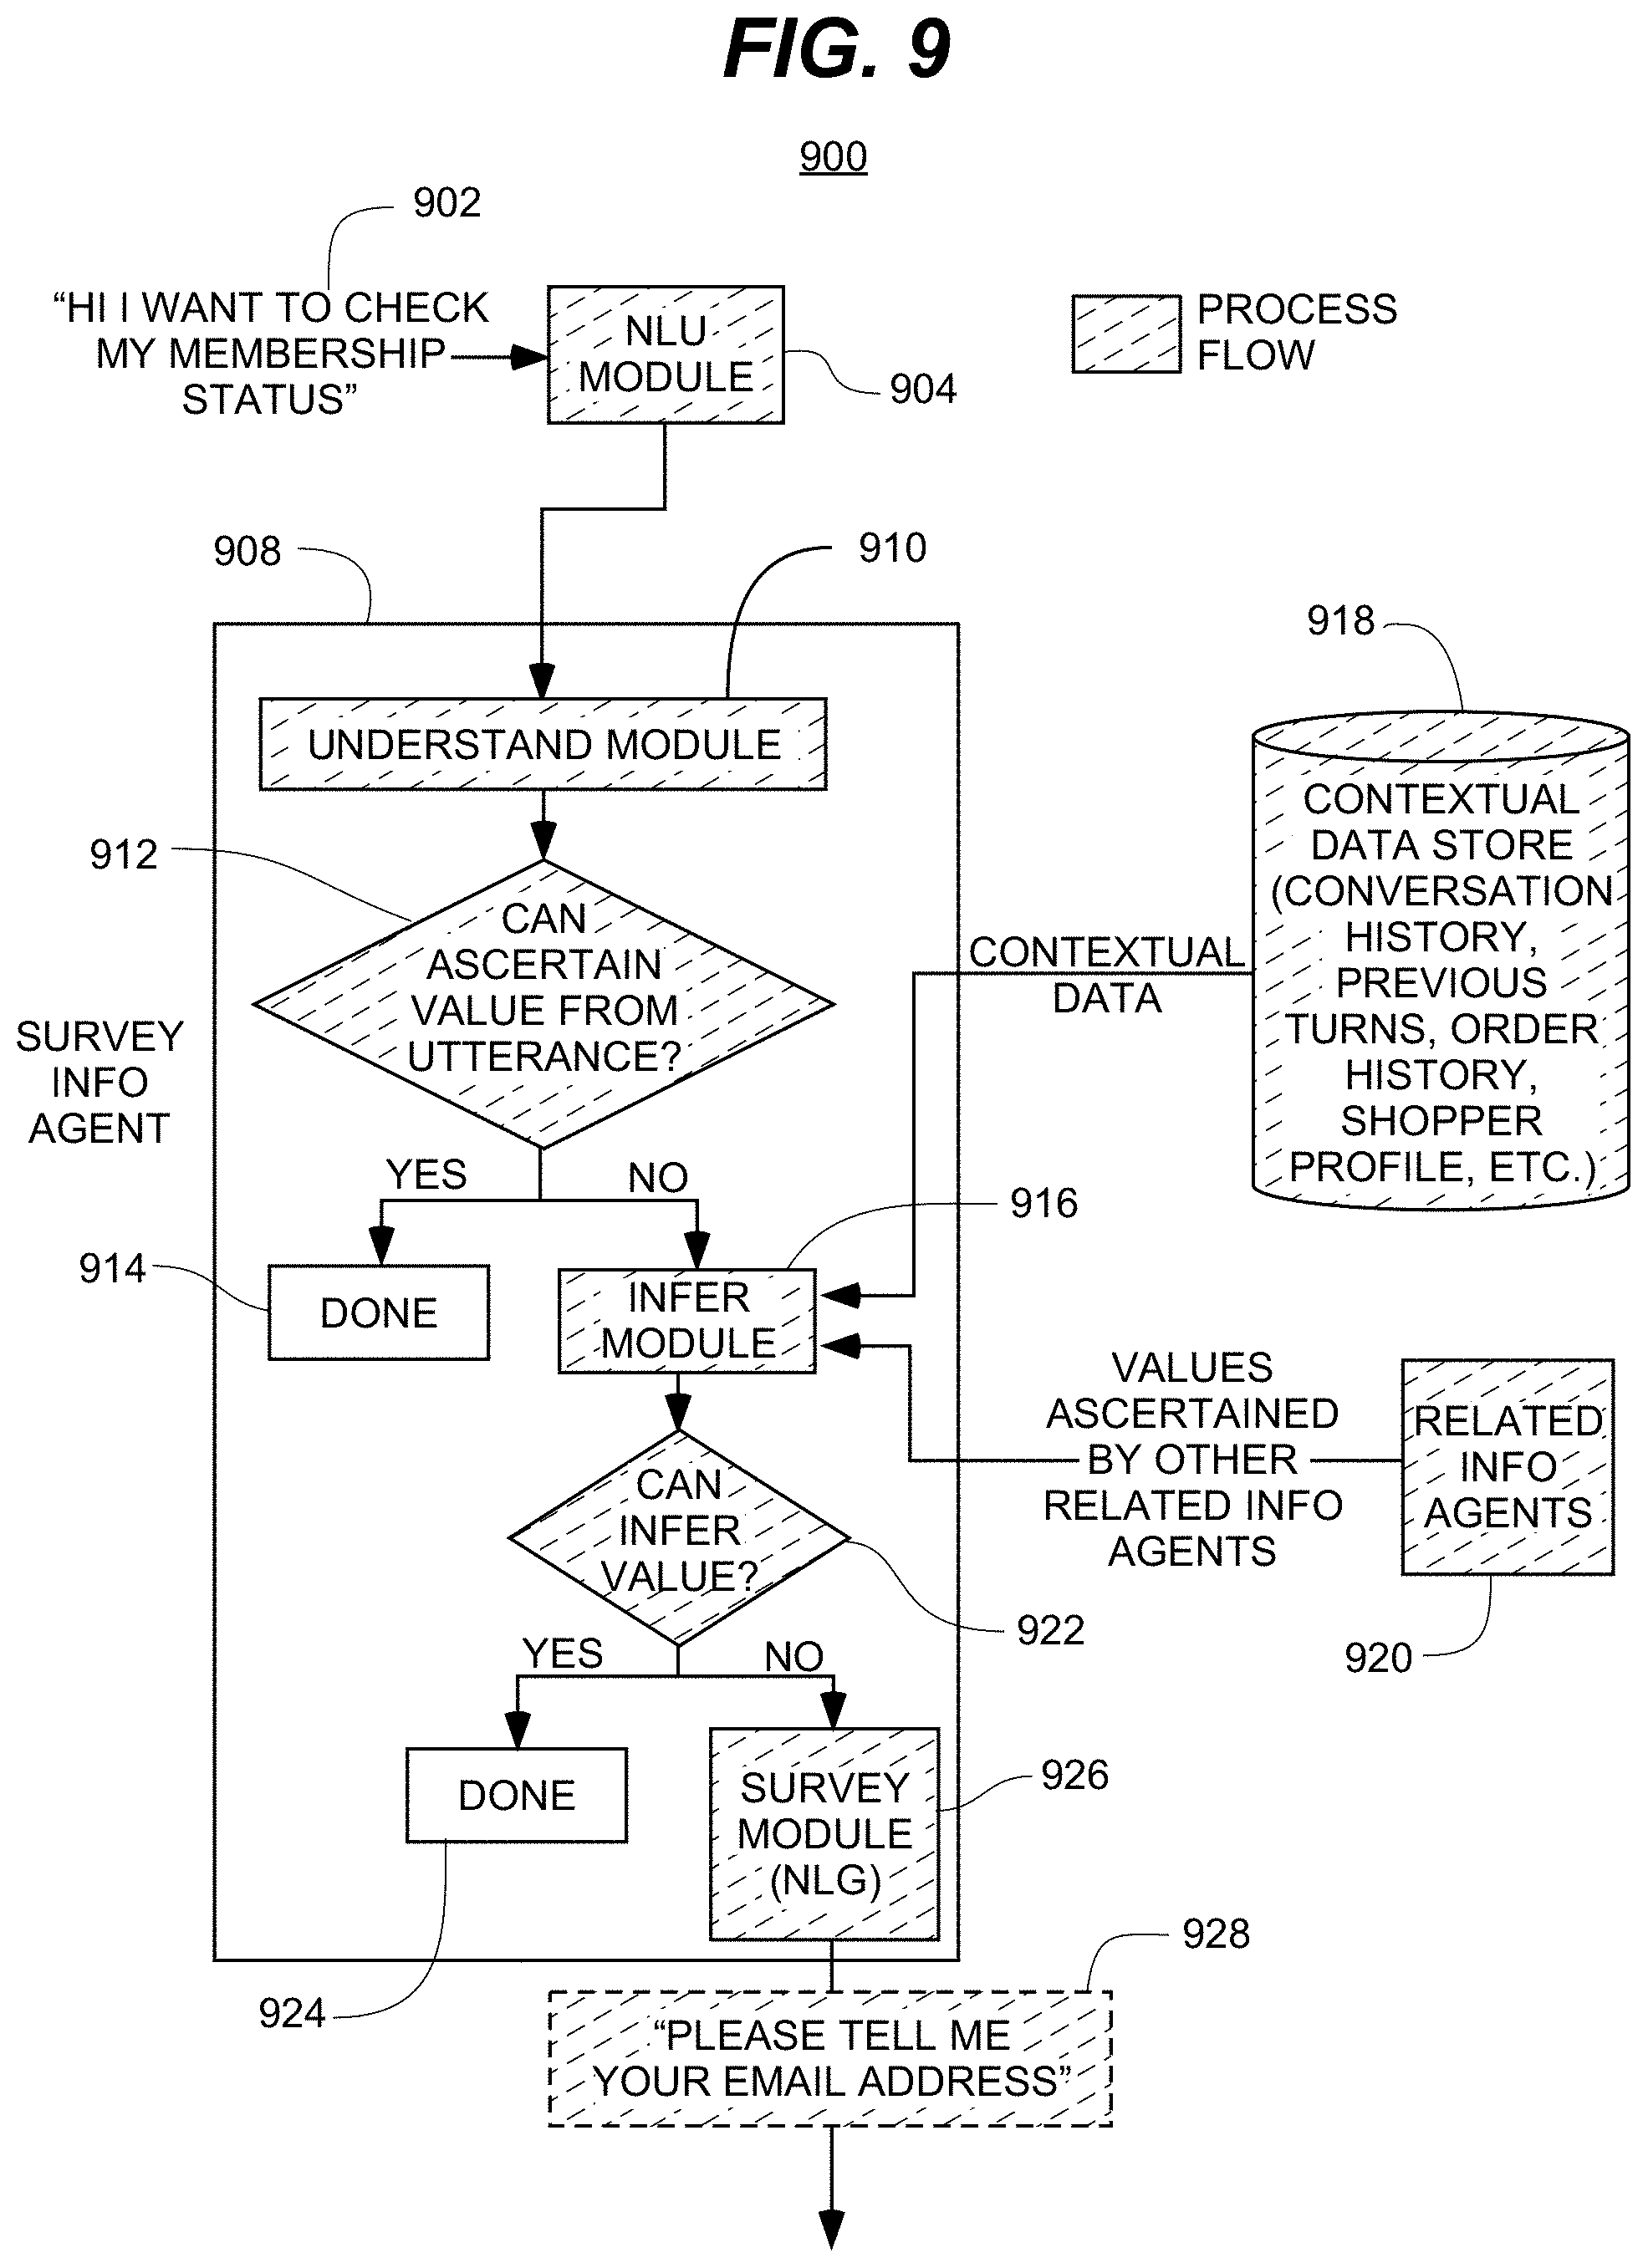 FIG. 9
900
902
“HI I WANT TO CHECK
MY MEMBERSHIP
STATUS”
NLU
MODULE
904
PROCESS
FLOW
908
910
UNDERSTAND MODULE
912
CAN
ASCERTAIN
VALUE FROM
UTTERANCE?
SURVEY
INFO
AGENT
918
CONTEXTUAL
DATA STORE
(CONVERSATION
HISTORY,
PREVIOUS
TURNS, ORDER
HISTORY,
SHOPPER
PROFILE, ETC.)
CONTEXTUAL
DATA
YES
NO
914
DONE
916
INFER
MODULE
VALUES
ASCERTAINED
BY OTHER
RELATED INFO
AGENTS
RELATED
INFO
AGENTS
920
CAN
INFER
VALUE?
922
YES
NO
924
DONE
SURVEY
MODULE
(NLG)
926
928
“PLEASE TELL ME
YOUR EMAIL ADDRESS”